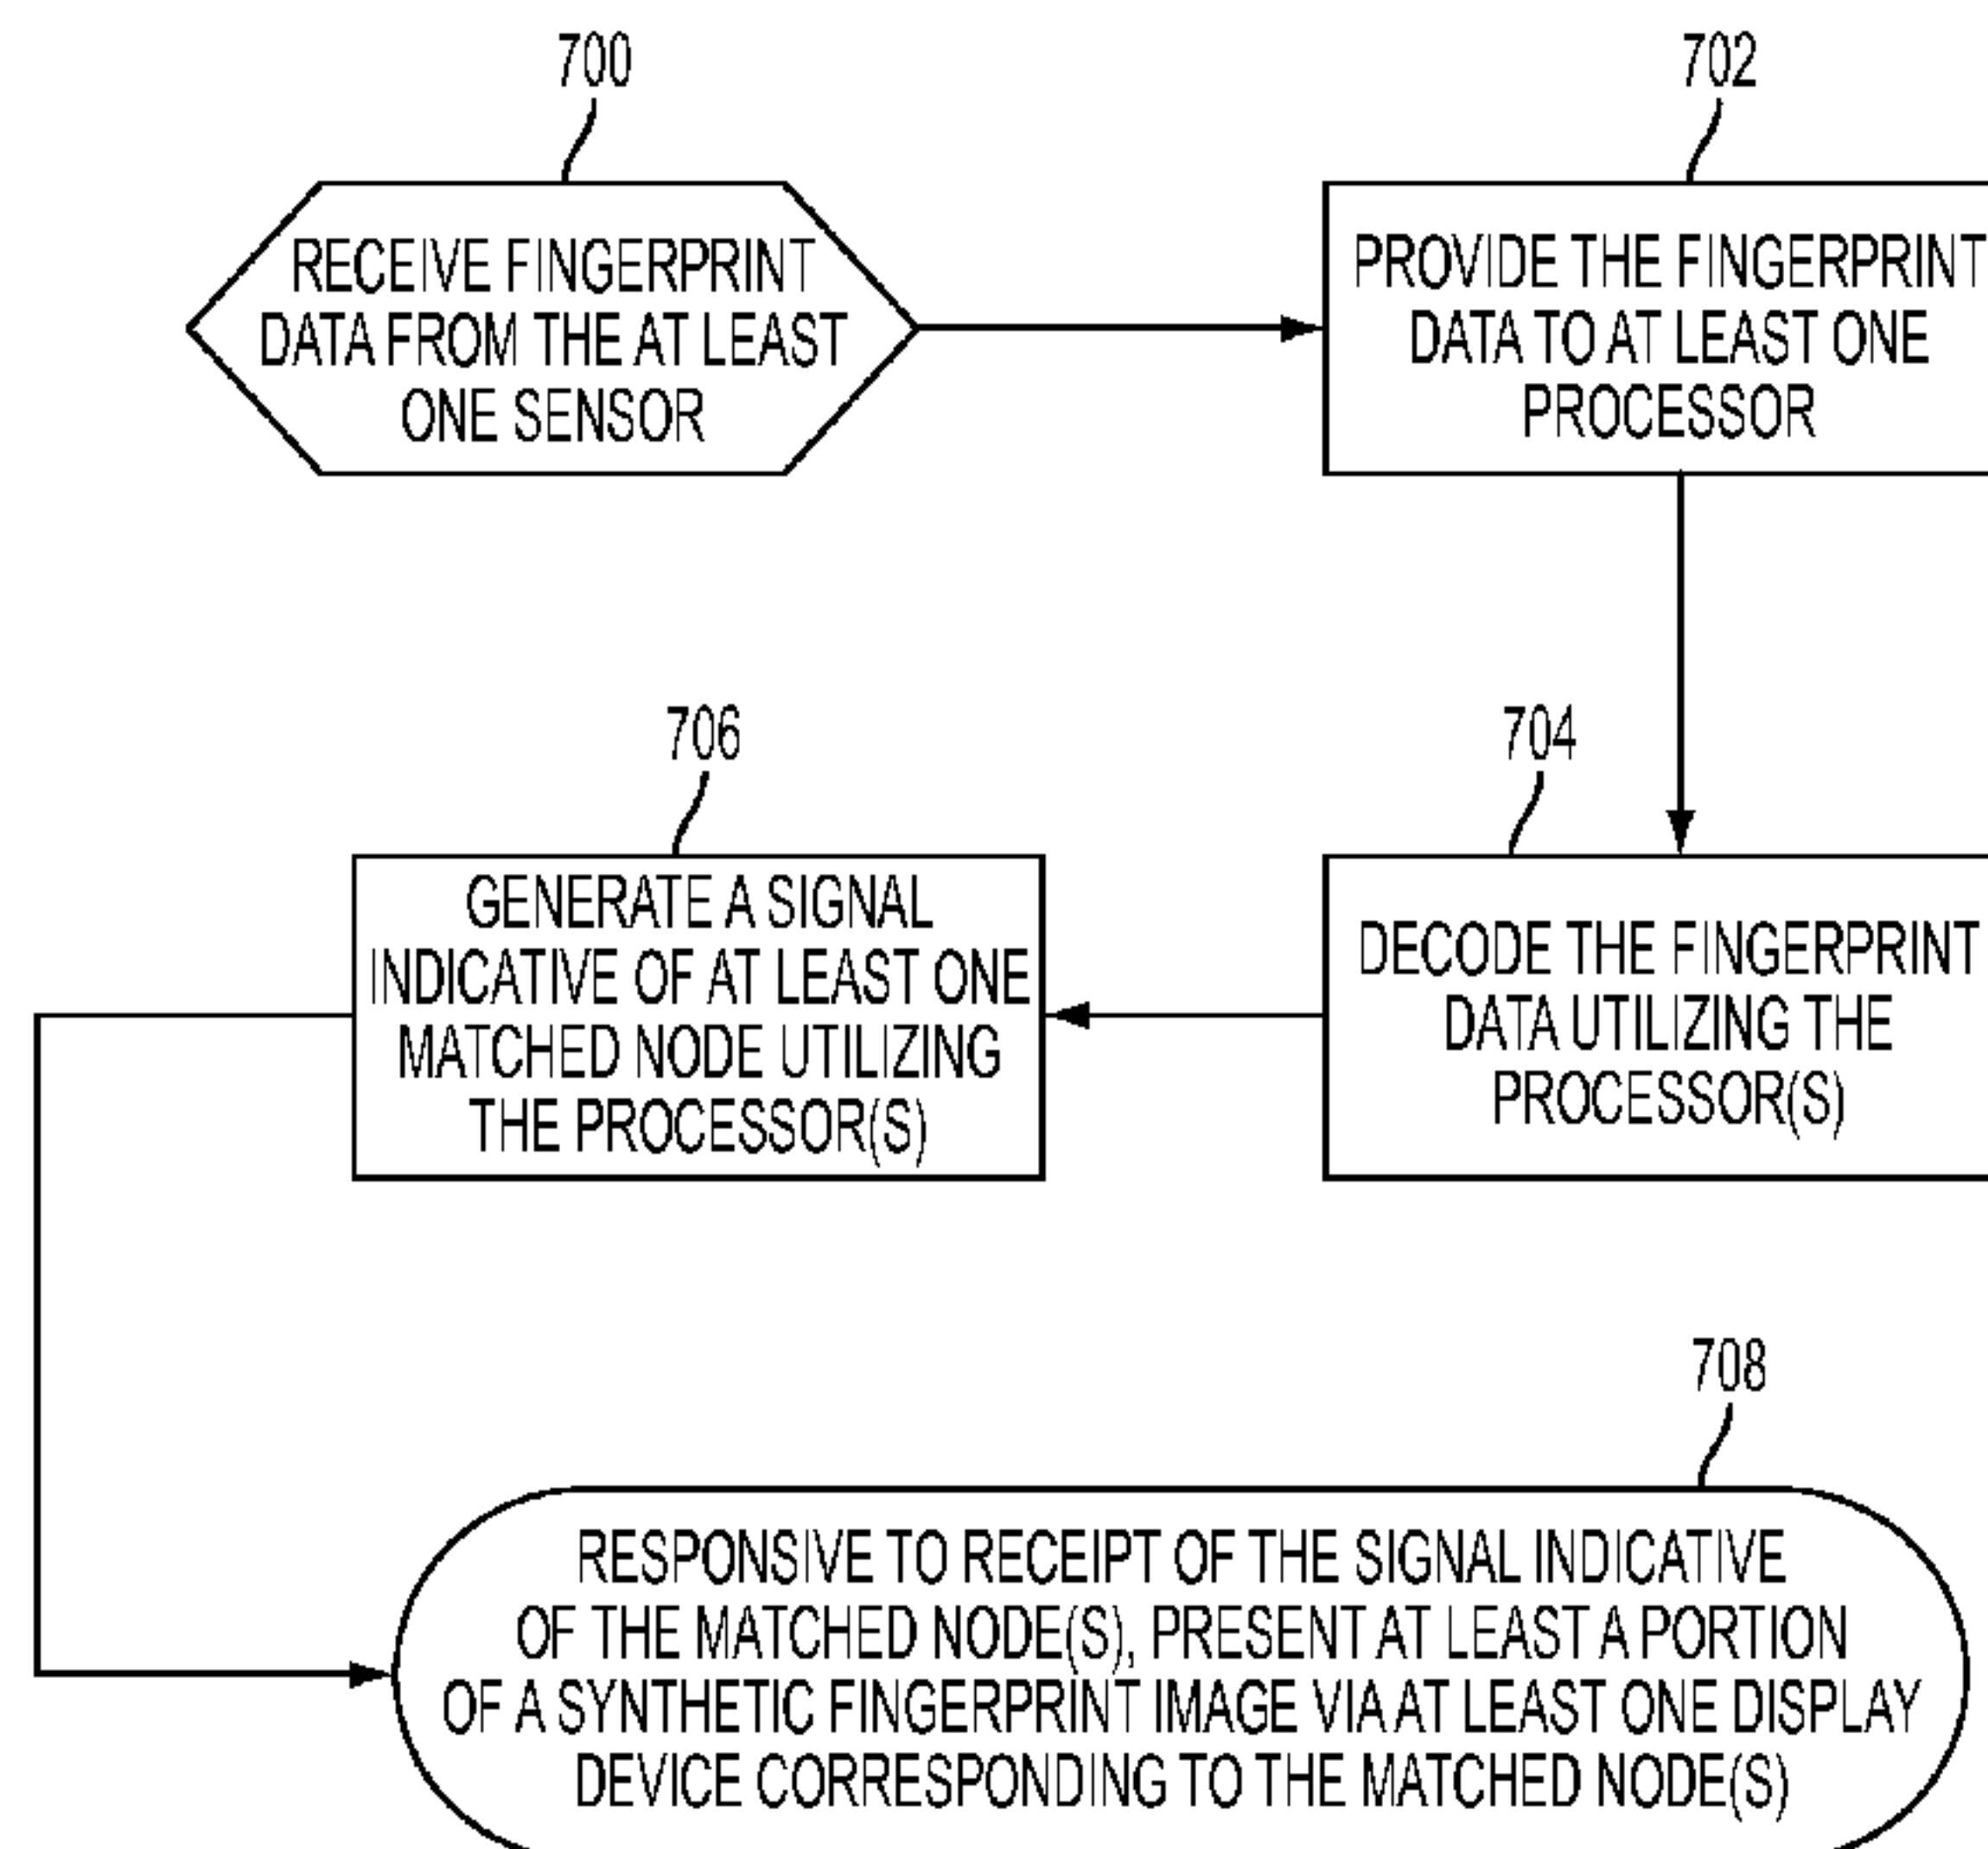 700
RECEIVE FINGERPRINT
DATA FROM THE AT LEAST
ONE SENSOR
702
PROVIDE THE FINGERPRINT
DATA TO AT LEAST ONE
PROCESSOR
704
DECODE THE FINGERPRINT
DATA UTILIZING THE
PROCESSOR(S)
706
GENERATE A SIGNAL
INDICATIVE OF AT LEAST ONE
MATCHED NODE UTILIZING
THE PROCESSOR(S)
708
RESPONSIVE TO RECEIPT OF THE SIGNAL INDICATIVE
OF THE MATCHED NODE(S), PRESENT AT LEAST A PORTION
OF A SYNTHETIC FINGERPRINT IMAGE VIA AT LEAST ONE DISPLAY
DEVICE CORRESPONDING TO THE MATCHED NODE(S)